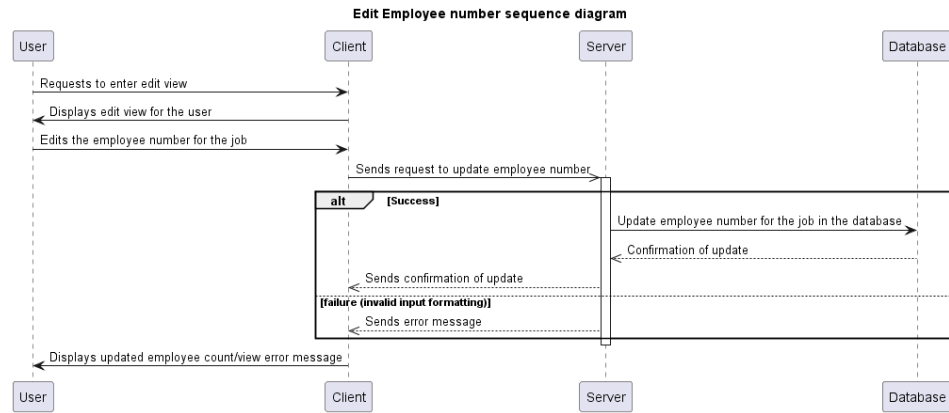 Edit Employee number sequence diagram
User Client Server Database
Requests to enter edit view
Displays edit view for the user
Edits the employee number for the job
Sends request to update employee number
alt [Success]
Update employee number for the job in the database
Confirmation of update
Sends confirmation of update
[failure (invalid input formatting)]
Sends error message
Displays updated employee count/view error message
User Client Server Database